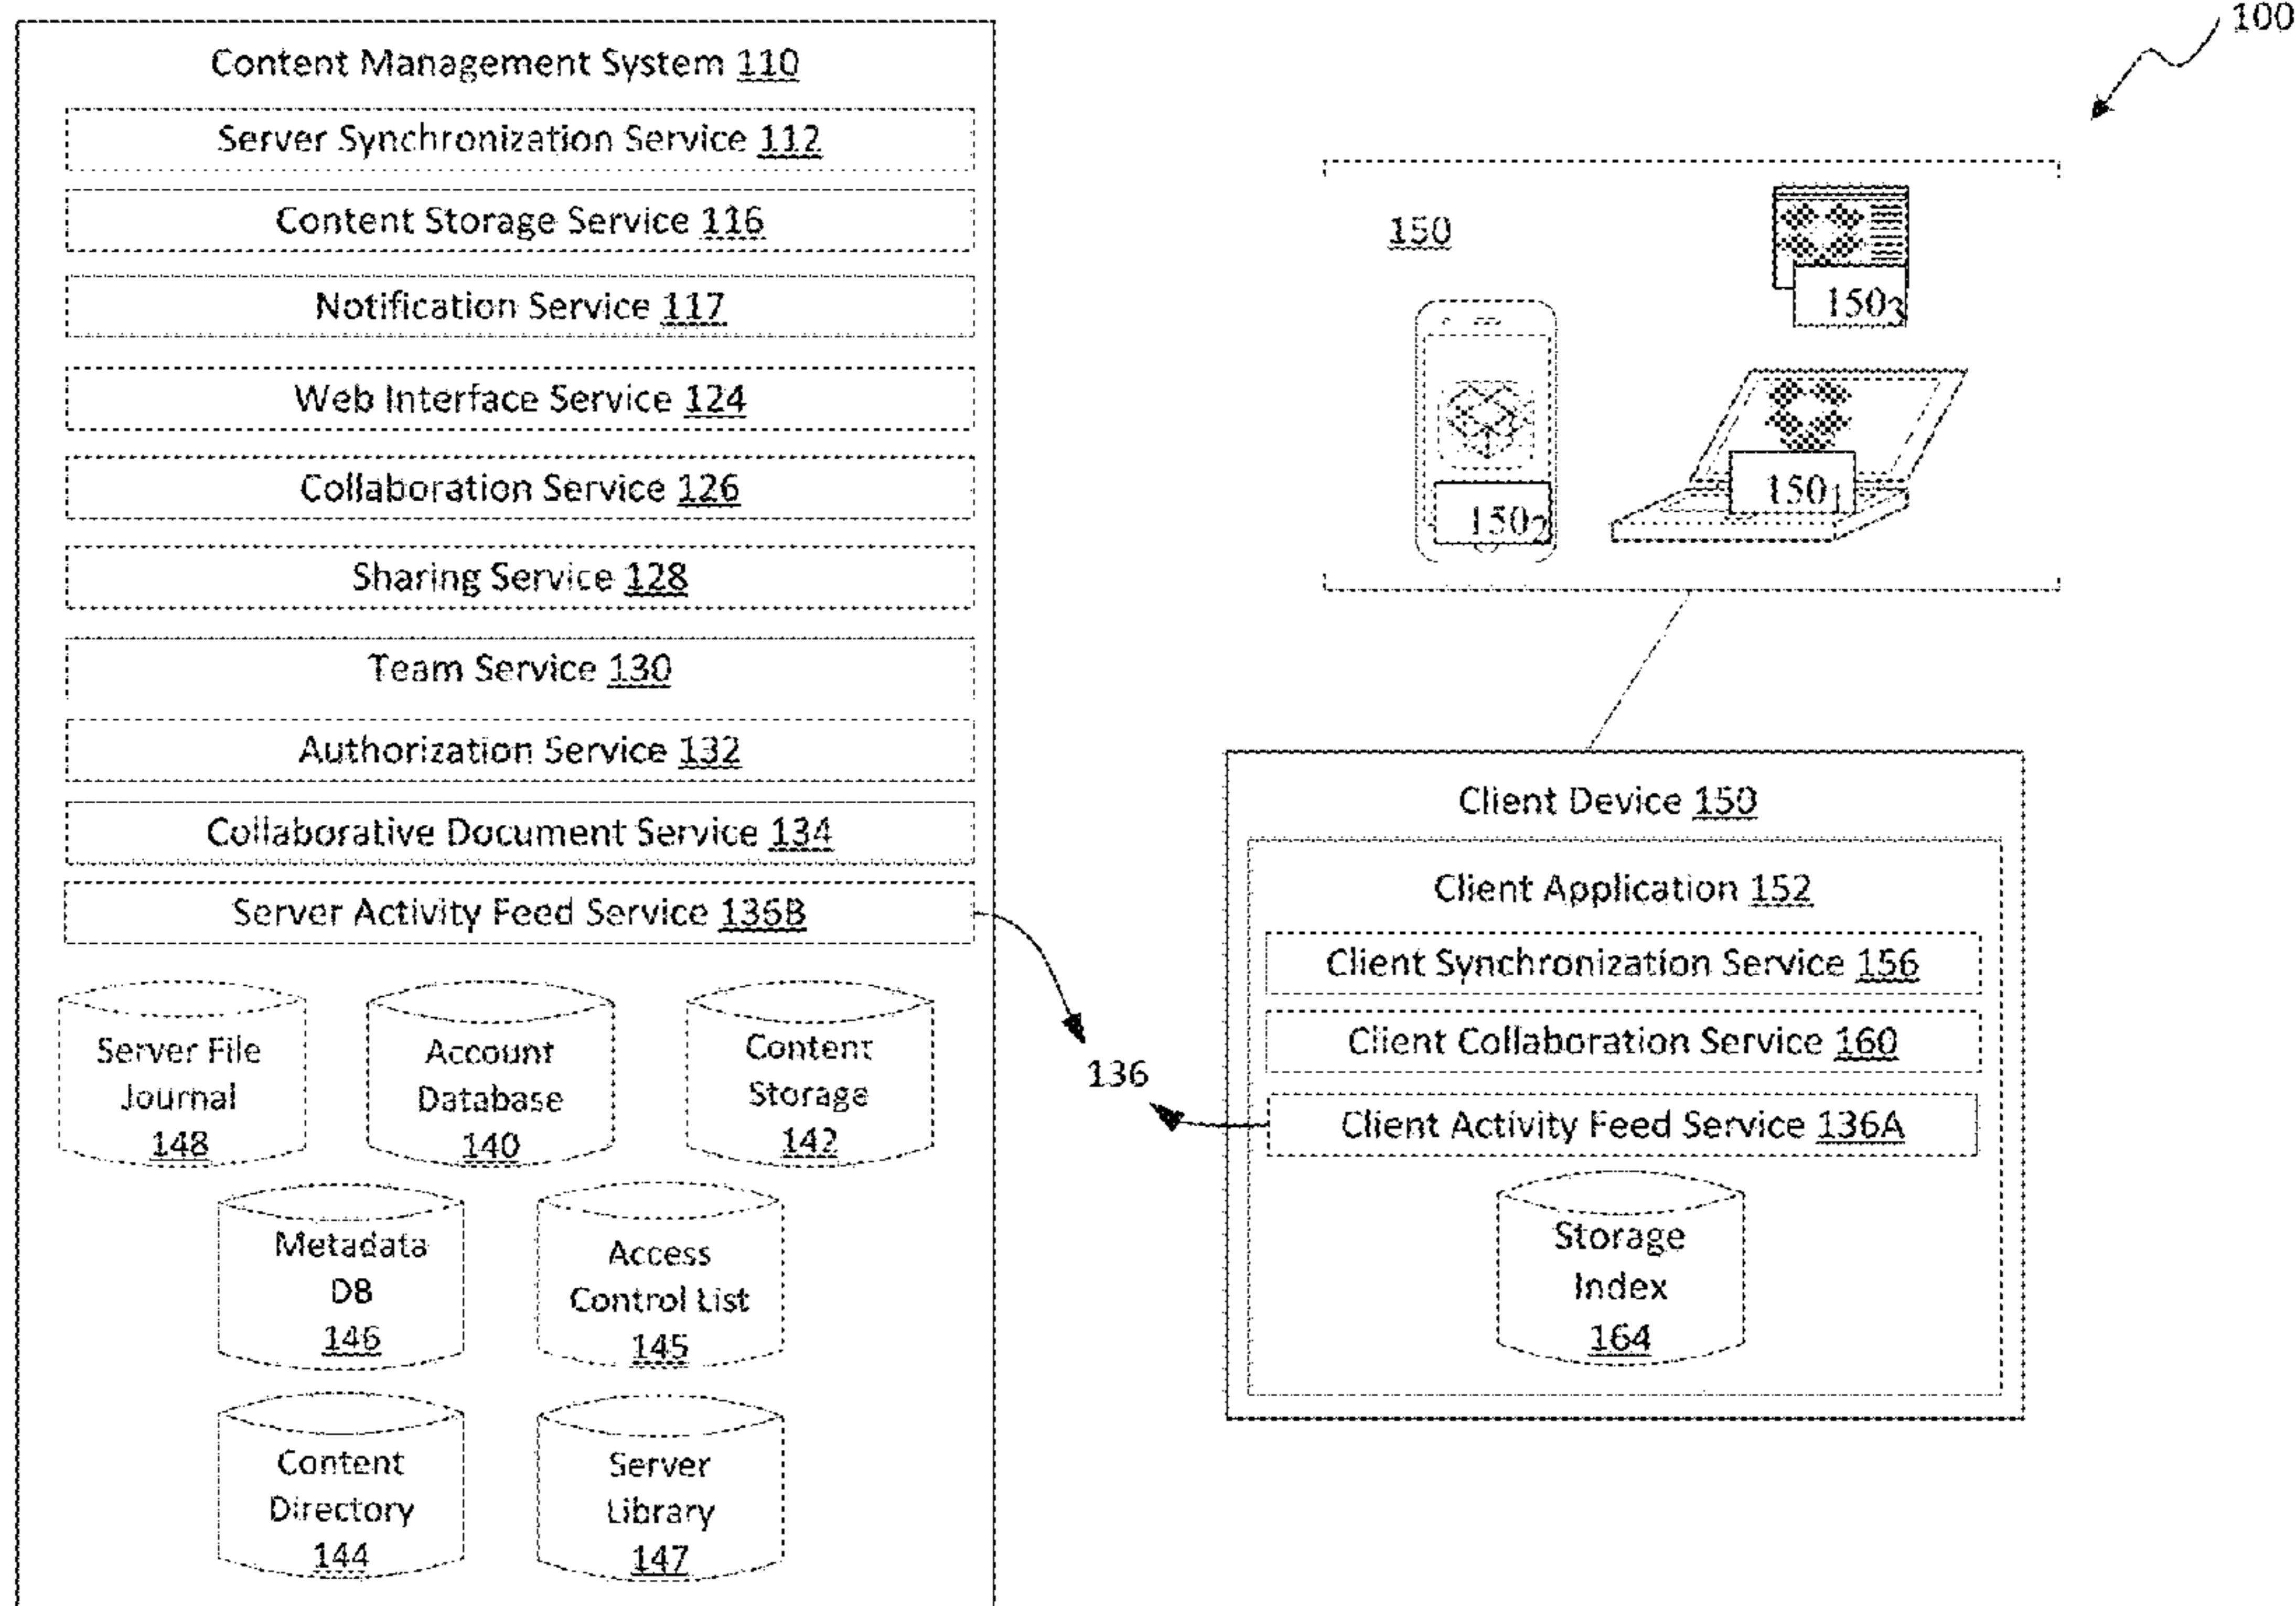 100
Content Management System 110
Server Synchronization Service 112
Content Storage Service 116
Notification Service 117
Web Interface Service 124
Collaboration Service 126
Sharing Service 128
Team Service 130
Authorization Service 132
Collaborative Document Service 134
Server Activity Feed Service 136B
Server File
Journal
148
Account
Database
140
Content
Storage
142
Metadata
DB
146
Access
Control List
145
Content
Directory
144
Server
Library
147
150
1503
1502
1501
136
Client Device 150
Client Application 152
Client Synchronization Service 156
Client Collaboration Service 160
Client Activity Feed Service 136A
Storage
Index
164